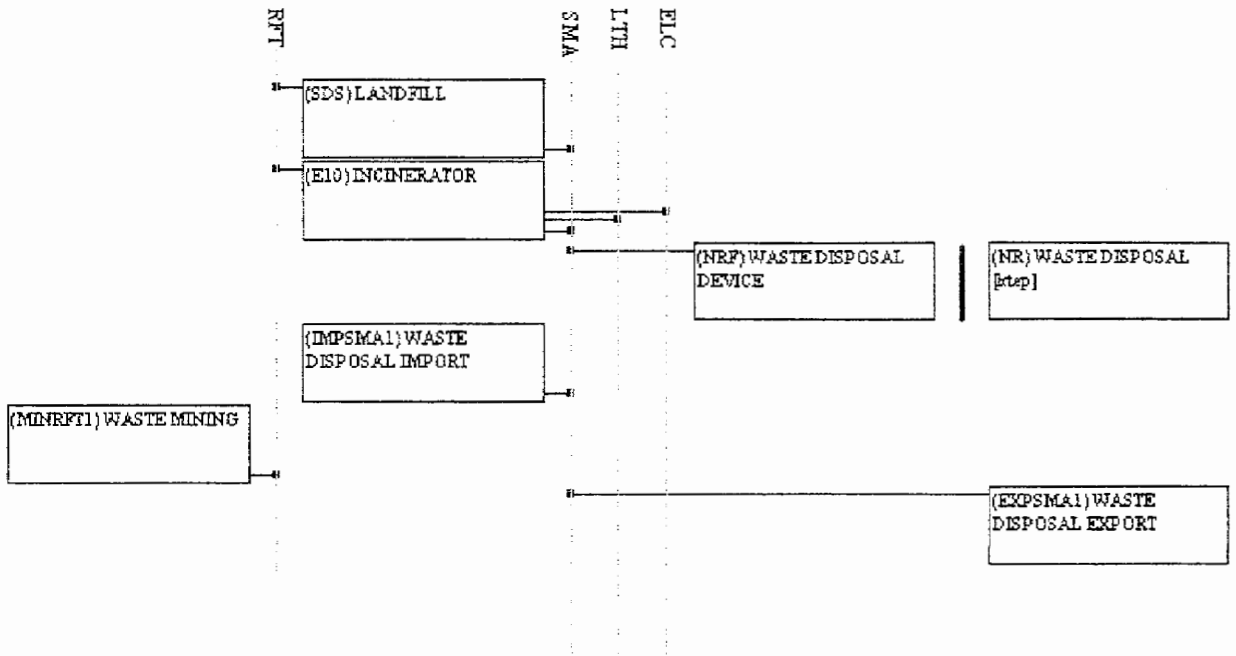 RFT
SMA
LTH
ELC
(SDS) LANDFILL
(E10) INCINERATOR
(NRF) WASTE DISPOSAL
DEVICE
(NR) WASTE DISPOSAL
[ktep]
(IMPSMA1) WASTE
DISPOSAL IMPORT
(MINRFT1) WASTE MINING
(EXPSMA1) WASTE
DISPOSAL EXPORT